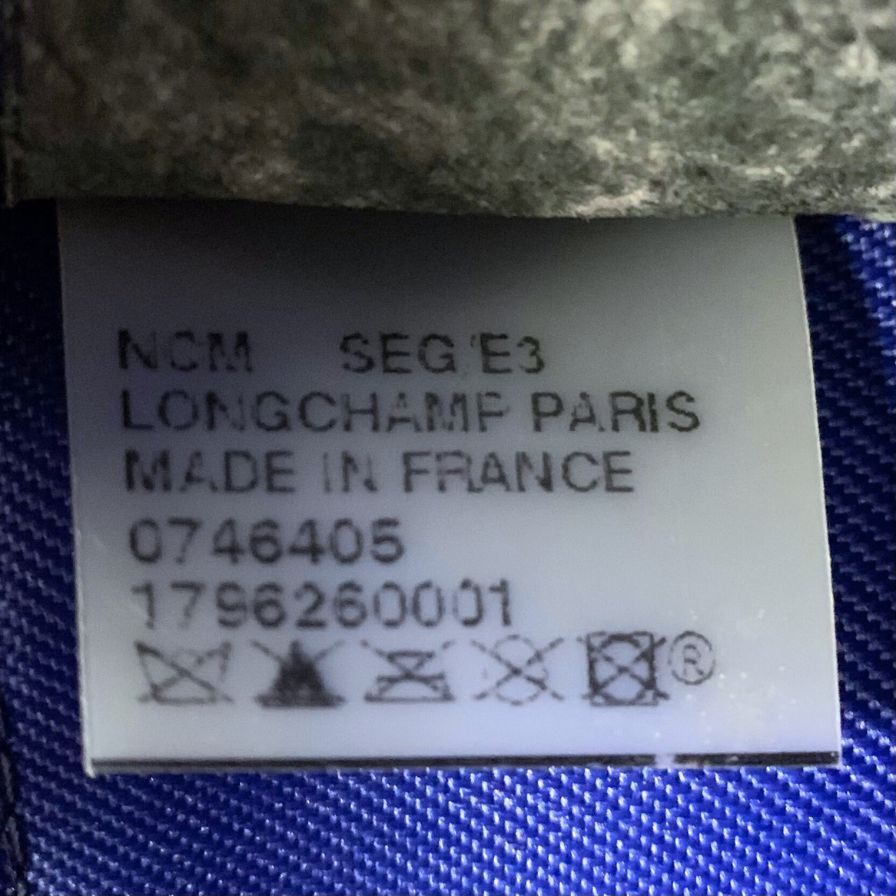 NCM SEG/E3
LONGCHAMP PARIS
MADE IN FRANCE
0746405
1796260001
®